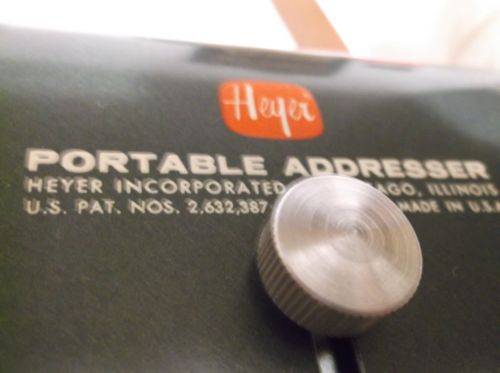 Heyer
PORTABLE ADDRESSER
HEYER INCORPORATED AGO, ILLINOIS
U.S. PAT. NOS. 2,632,387 MADE IN U.S.A